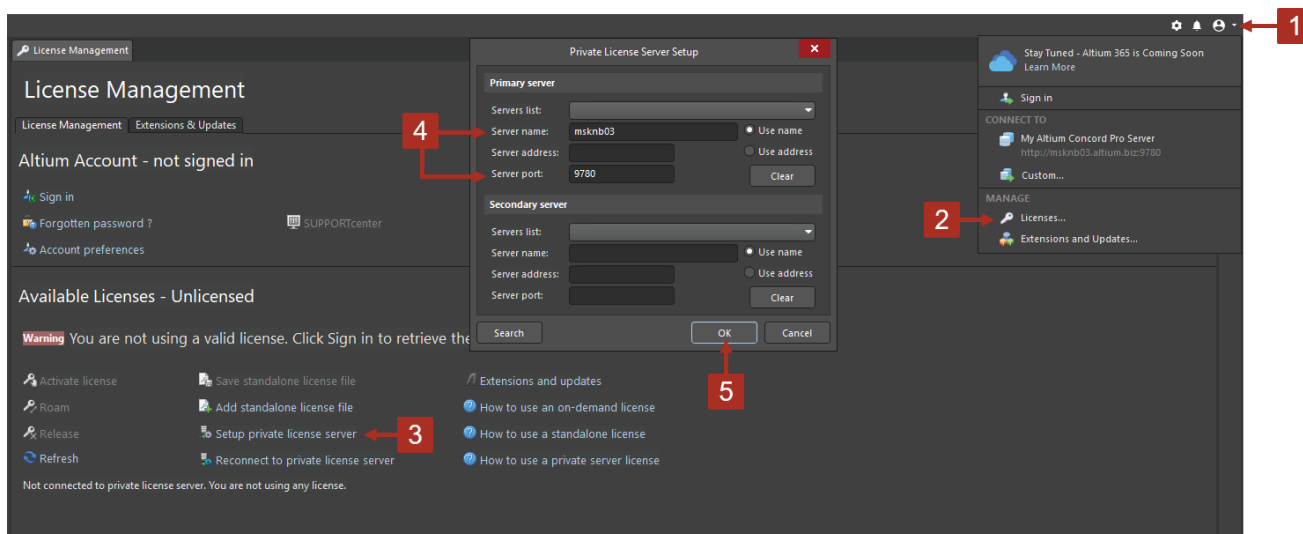 1
License Management
License Management
License Management
Extensions & Updates
Altium Account - not signed in
Sign in
Forgotten password ?
SUPPORTcenter
Account preferences
Available Licenses - Unlicensed
Warning You are not using a valid license. Click Sign in to retrieve the
Activate license
Save standalone license file
Extensions and updates
Roam
Add standalone license file
How to use an on-demand license
Release
Setup private license server
3
How to use a standalone license
Refresh
Reconnect to private license server
How to use a private server license
Not connected to private license server. You are not using any license.
Private License Server Setup
Primary server
Servers list:
4
Server name: msknb03
Use name
Server address:
Use address
Server port: 9780
Clear
Secondary server
Servers list:
Server name:
Use name
Server address:
Use address
Server port:
Clear
Search
OK
Cancel
5
Stay Tuned - Altium 365 is Coming Soon
Learn More
Sign in
CONNECT TO
My Altium Concord Pro Server
http://msknb03.altium.biz:9780
Custom...
MANAGE
2
Licenses...
Extensions and Updates...